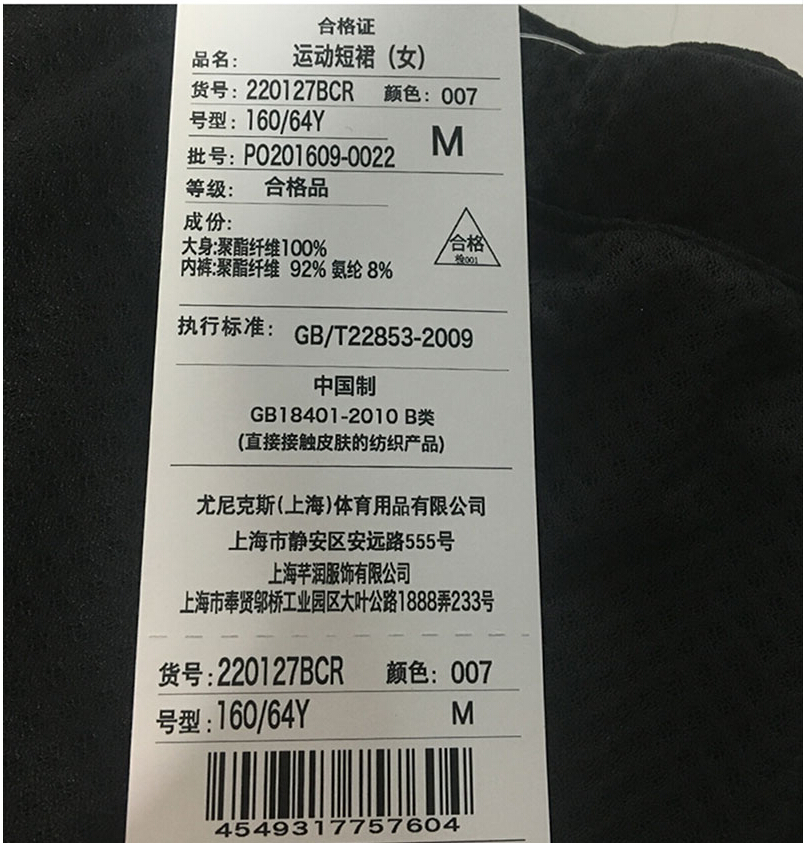 合格证
品名: 运动短裙(女)
货号: 220127BCR 颜色: 007
号型: 160/64Y M
批号: PO201609-0022
等级: 合格品
成份:
大身:聚酯纤维100%
内裤:聚酯纤维 92% 氨纶 8%
合格
检001
执行标准: GB/T22853-2009
中国制
GB18401-2010 B类
(直接接触皮肤的纺织产品)
尤尼克斯(上海)体育用品有限公司
上海市静安区安远路555号
上海芊润服饰有限公司
上海市奉贤邬桥工业园区大叶公路1888弄233号
货号:220127BCR 颜色: 007
号型:160/64Y M
4549317757604